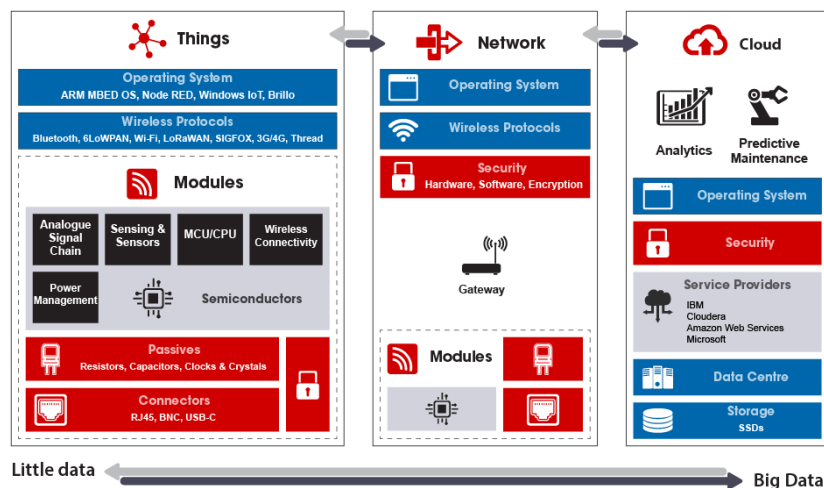 Things
Operating System
ARM MBED OS, Node RED, Windows IoT, Brillo
Wireless Protocols
Bluetooth, 6LoWPAN, Wi-Fi, LoRaWAN, SIGFOX, 3G/4G, Thread
Modules
Analogue
Signal
Chain
Sensing &
Sensors
MCU/CPU
Wireless
Connectivity
Power
Management
Semiconductors
Passives
Resistors, Capacitors, Clocks & Crystals
Connectors
RJ45, BNC, USB-C
Network
Operating System
Wireless Protocols
Security
Hardware, Software, Encryption
Gateway
Modules
Cloud
Analytics
Predictive
Maintenance
Operating System
Security
Service Providers
IBM
Cloudera
Amazon Web Services
Microsoft
Data Centre
Storage
SSDs
Little data
Big Data